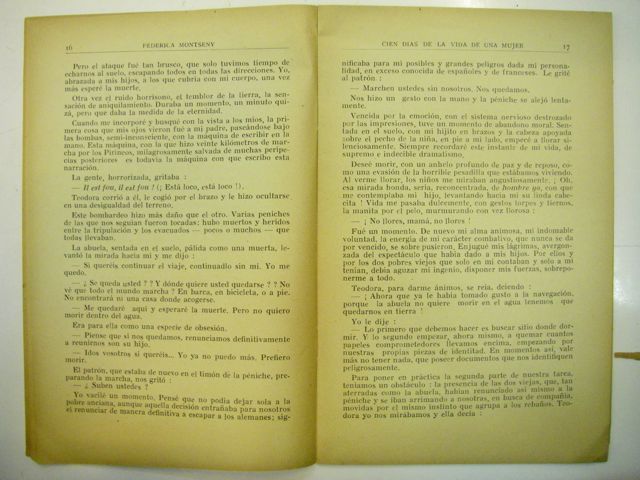 16 FEDERICA MONTSENY
Pero el ataque fué tan brusco, que solo tuvimos tiempo de
echarnos al suelo, escapando todos en todas las direcciones. Yo,
abrazada a mis hijos, a los que cubría con mi cuerpo, una vez
más esperé la muerte.
Otra vez el ruido horrísono, el temblor de la tierra, la sen-
sación de aniquilamiento. Duraba un momento, un minuto qui-
zá, pero que daba la medida de la eternidad.
Cuando me incorporé y busqué con la vista a los míos, la pri-
mera cosa que mis ojos vieron fué a mi padre, paseándose bajo
las bombas, semi-inconsciente, con la máquina de escribir en la
mano. Esta máquina, con la que hizo veinte kilómetros de mar-
cha por los Pirineos, milagrosamente salvada de muchas peripe-
cias posteriores es todavía la máquina con que escribo esta
narración.
La gente, horrorizada, gritaba :
— Il est fou, il est fou ! (¡ Está loco, está loco !).
Teodora corrió a él, le cogió por el brazo y le hizo ocultarse
en una desigualdad del terreno.
Este bombardeo hizo más daño que el otro. Varias peniches
de las que nos seguían fueron tocadas; hubo muertos y heridos
entre la tripulación y los evacuados — pocos o muchos — que
todas llevaban.
La abuela, sentada en el suelo, pálida como una muerta, le-
vantó la mirada hacia mí y me dijo :
— Si queréis continuar el viaje, continuadlo sin mí. Yo me
quedo.
— ¿ Se queda usted ? ? Y dónde quiere usted quedarse ? ? No
vé que todo el mundo marcha ? En barca, en bicicleta, o a pie.
No encontrará ni una casa donde acogerse.
— Me quedaré aquí y esperaré la muerte. Pero no quiero
morir dentro del agua.
Era para ella como una especie de obsesión.
— Piense que si nos quedamos, renunciamos definitivamente
a reunirnos con su hijo.
— Idos vosotros si queréis... Yo ya no puedo más. Prefiero
morir.
El patrón, que estaba de nuevo en el limón de la péniche, pre-
parando la marcha, nos gritó :
— ¿ Suben ustedes ?
Yo vacilé un momento. Pensé que no podía dejar sola a la
pobre anciana, aunque aquella decisión entrañaba para nosotros
el renunciar de manera definitiva a escapar a los alemanes; sig-
CIEN DIAS DE LA VIDA DE UNA MUJER 17
nificaba para mí posibles y grandes peligros dada mi persona-
lidad, en exceso conocida de españoles y de franceses. Le grité
al patrón :
— Marchen ustedes sin nosotros. Nos quedamos.
Nos hizo un gesto con la mano y la péniche se alejó lenta-
mente.
Vencida por la emoción, con el sistema nervioso destrozado
por las impresiones, tuve un momento de abandono moral: Sen-
tada en el suelo, con mi hijito en brazos y la cabeza apoyada
sobre el pecho de la niña, en pie a mi lado, empecé a llorar si-
lenciosamente. Siempre recordaré este instante de mi vida, de
supremo e indecible dramatismo.
Deseé morir, con un anhelo profundo de paz y de reposo, co-
mo una evasión de la horrible pesadilla que estábamos viviendo.
Al verme llorar, los niños me miraban angustiosamente. ¡ Oh,
esa mirada honda, seria, reconcentrada, de hombre yo, con que
me contemplaba mi hijo, levantando hacia mí su linda cabe-
cita ! Vida me pasaba dulcemente, con gestos torpes y tiernos,
la manita por el pelo, murmurando con vez llorosa :
— ¡ No llores, mamá, no llores !
Fué un momento. De nuevo mi alma animosa, mi indomable
voluntad, la energía de mi carácter combativo, que nunca se da
por vencido, se sobre pusieron. Enjugué mis lágrimas, avergon-
zada del espectáculo que había dado a mis hijos. Por ellos y
por los dos pobres viejos que solo en mí contaban y solo a mí
tenían, debía aguzar mi ingenio, disponer mis fuerzas, sobrepo-
nerme a todo.
Teodora, para darme ánimos, se reía, deciendo :
— ¡ Ahora que ya le había tomado gusto a la navegación,
porque la abuela no quiere morir en el agua tenemos que
quedarnos en tierra !
Yo le dije :
— Lo primero que debemos hacer es buscar sitio donde dor-
mir. Y lo segundo empezar, ahora mismo, a quemar cuantos
papeles comprometedores llevamos encima, empezando por
nuestras propias piezas de identidad. En momentos así, vale
más no tener nada, que poseer documentos que nos identifiquen
peligrosamente.
Para poner en práctica la segunda parte de nuestra tarea,
teníamos un obstáculo : la presencia de las dos viejas, que, tan
aferradas como la abuela, habían renunciado así mismo a la
péniche y se iban arrimando a nosotras, en busca de compañía,
movidas por el mismo instinto que agrupa a los rebaños. Teo-
dora yo nos mirábamos y ella decía :